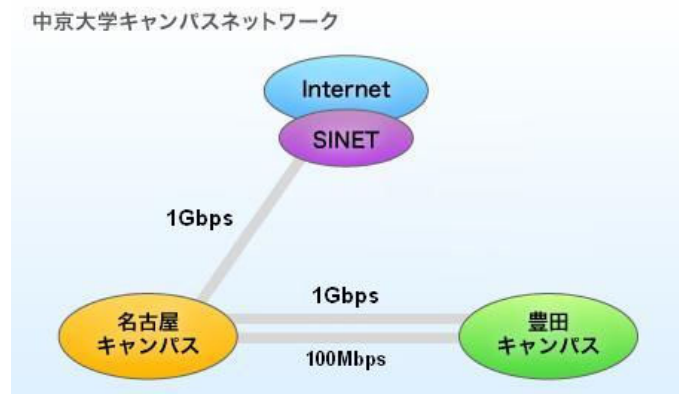 中京大学キャンパスネットワーク
Internet
SINET
1Gbps
1Gbps
名古屋
キャンパス
豊田
キャンパス
100Mbps